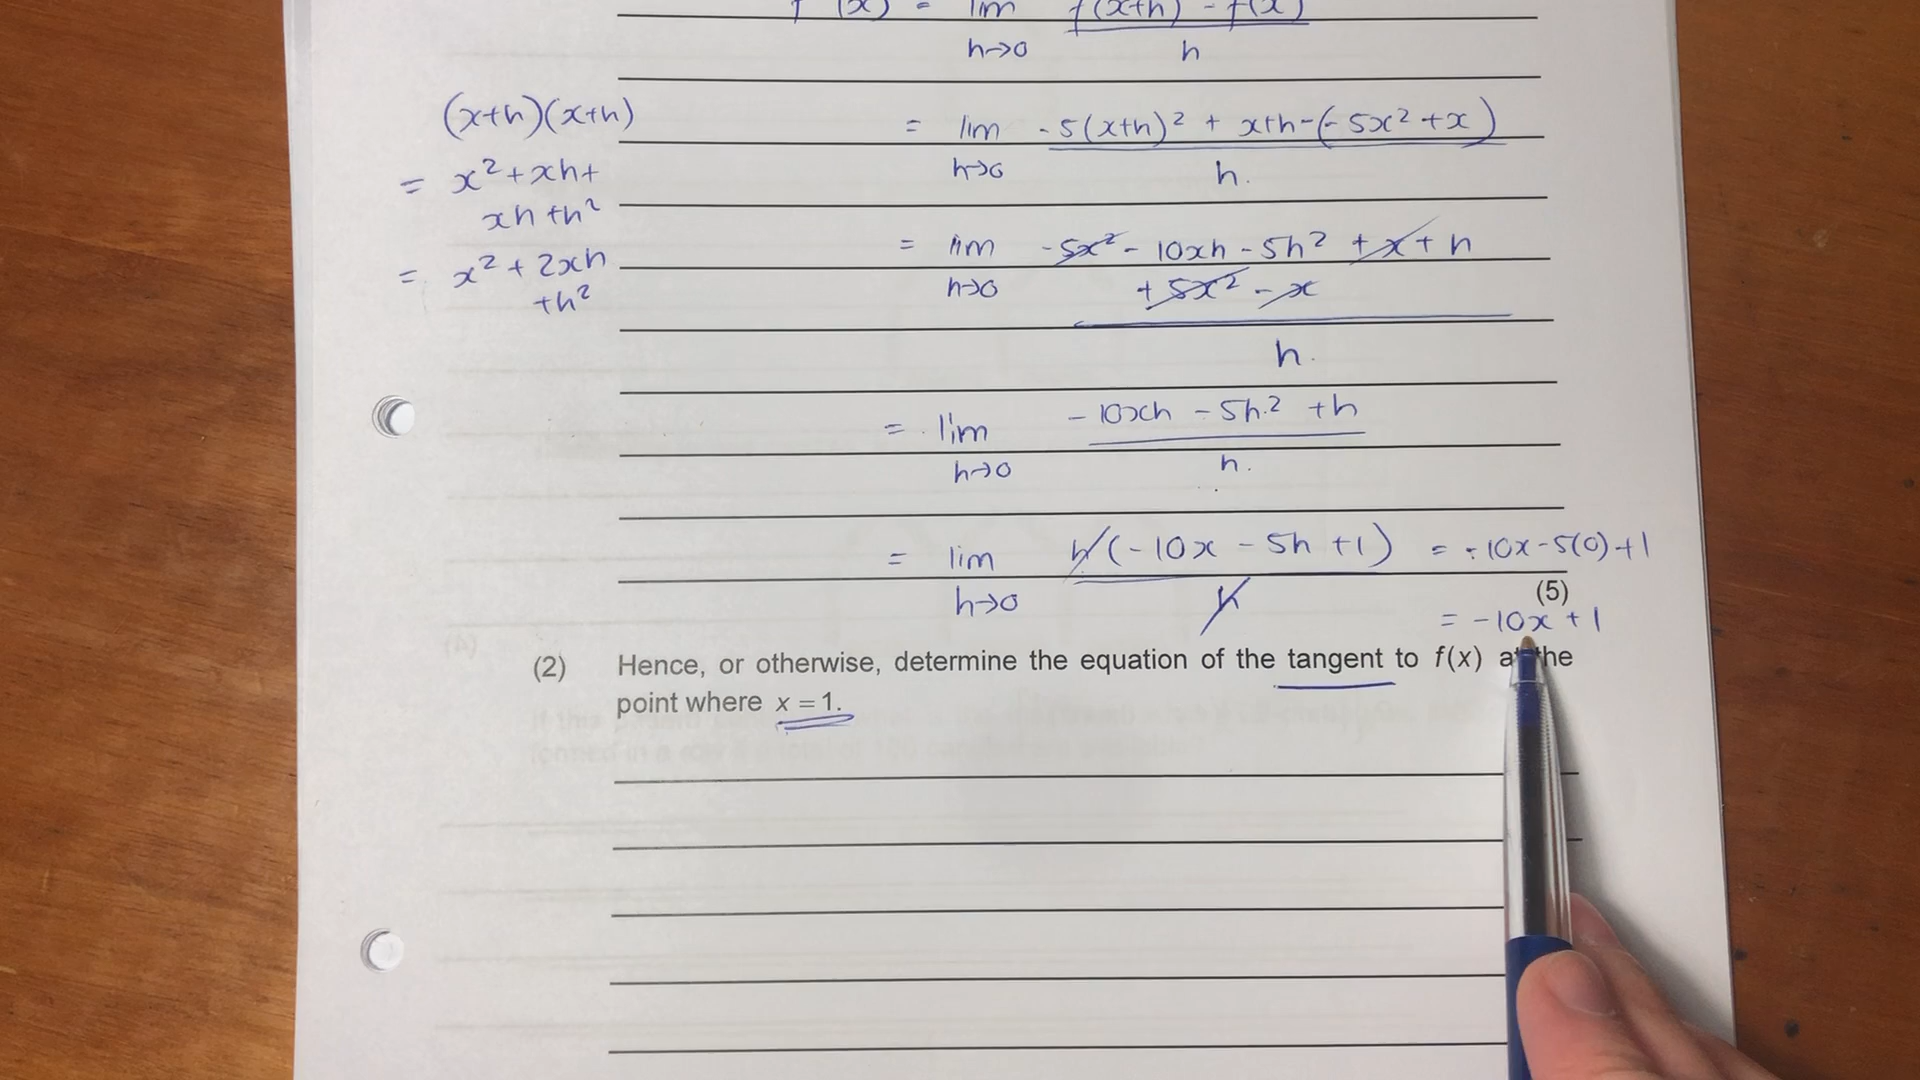 f'(x) = lim f(x+h) - f(x)
h→0 h
(x+h)(x+h)
= lim -5(x+h)² + x+h-(-5x²+x)
h→0 h.
= x²+xh+
xh+h²
= x²+2xh
+h²
= lim -5x² - 10xh - 5h² + x + h
h→0 +5x² - x
h.
= lim -10xh - 5h² + h
h→0 h.
= lim h(-10x - 5h + 1) = -10x-5(0)+1
h→0 h
(5)
= -10x + 1
(2) Hence, or otherwise, determine the equation of the tangent to f(x) at the
point where x = 1.